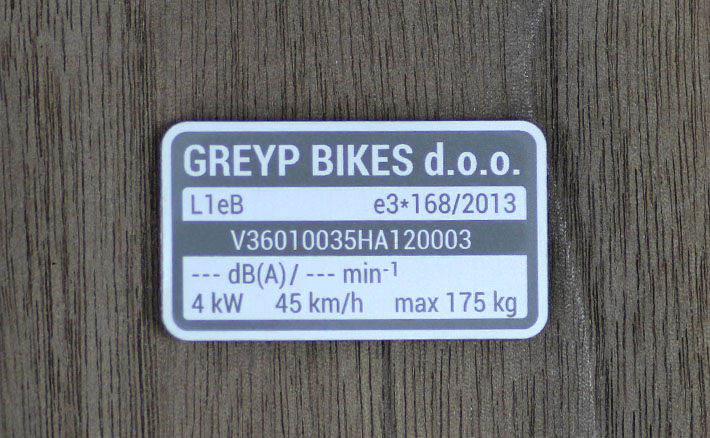 GREYP BIKES d.o.o.
L1eB e3*168/2013
V36010035HA120003
--- dB(A)/ --- min-1
4 kW 45 km/h max 175 kg